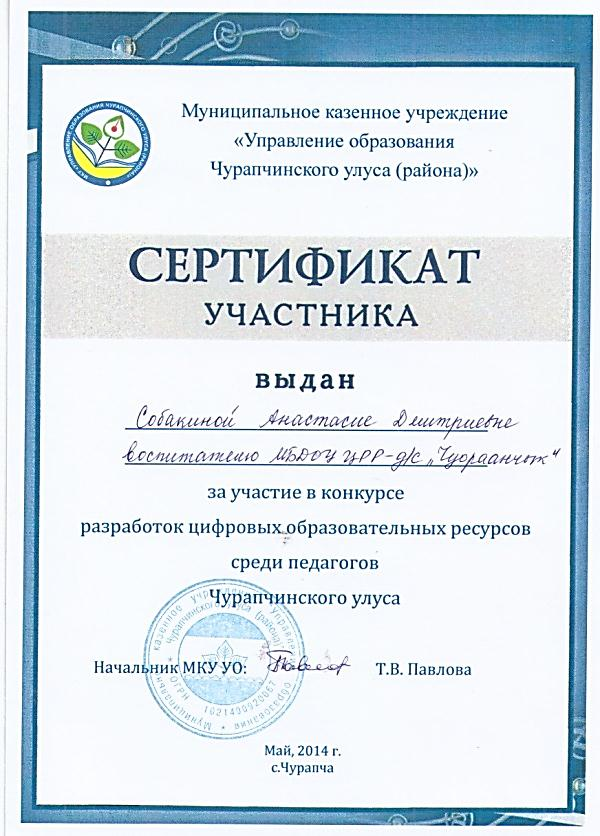 Муниципальное казенное учреждение
«Управление образования
Чурапчинского улуса (района)»
СЕРТИФИКАТ
УЧАСТНИКА
выдан
Собакиной Анастасие Дмитриевне
воспитателю МБДОУ ЦРР-д/с „Чуораанчык“
за участие в конкурсе
разработок цифровых образовательных ресурсов
среди педагогов
Чурапчинского улуса
Начальник МКУ УО: Т.В. Павлова
Май, 2014 г.
с.Чурапча